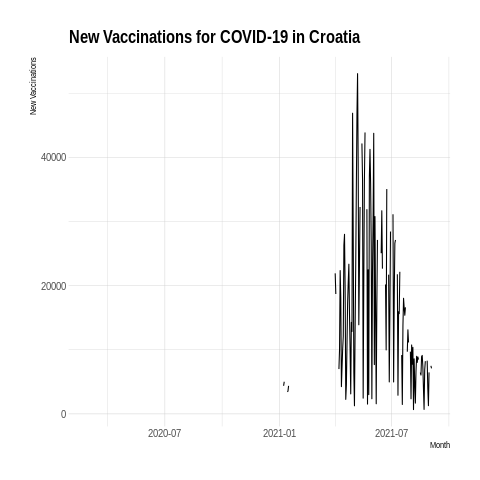 New Vaccinations for COVID-19 in Croatia
New Vaccinations
40000
20000
0
2020-07
2021-01
2021-07
Month